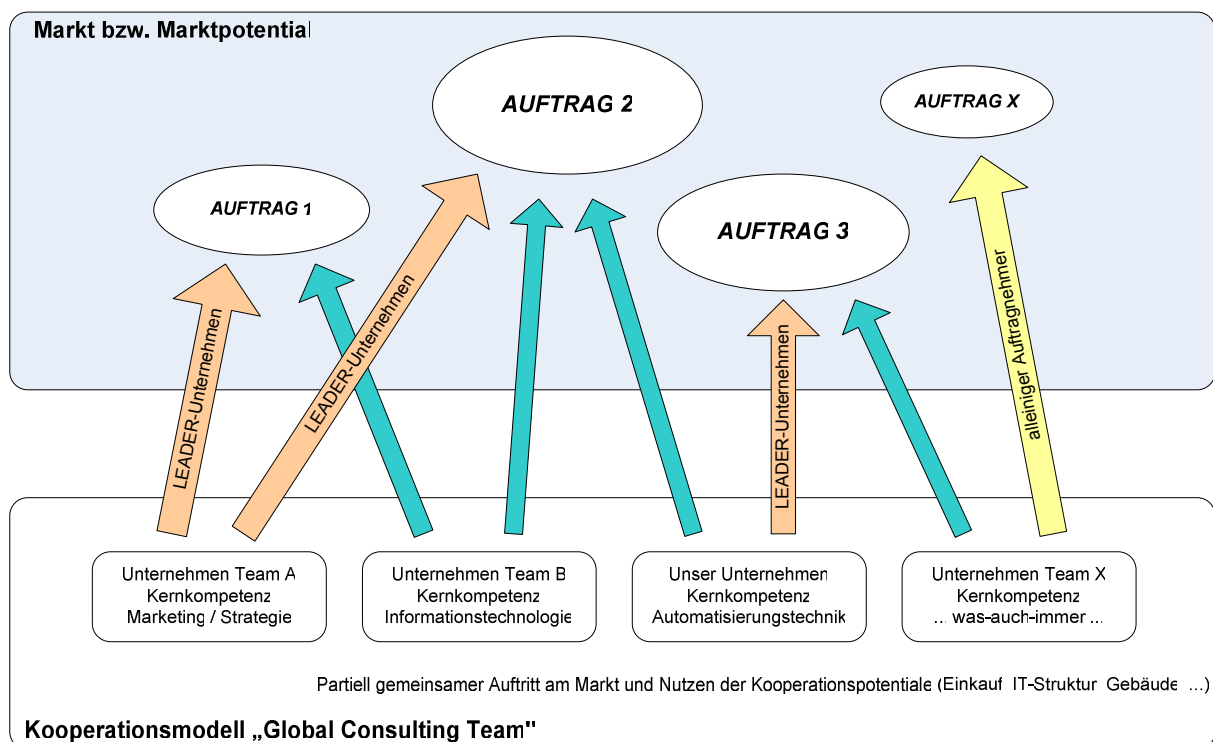 Markt bzw. Marktpotential
AUFTRAG 2
AUFTRAG X
AUFTRAG 1
AUFTRAG 3
LEADER-Unternehmen
LEADER-Unternehmen
LEADER-Unternehmen
alleiniger Auftragnehmer
Unternehmen Team A
Kernkompetenz
Marketing / Strategie
Unternehmen Team B
Kernkompetenz
Informationstechnologie
Unser Unternehmen
Kernkompetenz
Automatisierungstechnik
Unternehmen Team X
Kernkompetenz
... was-auch-immer ...
Partiell gemeinsamer Auftritt am Markt und Nutzen der Kooperationspotentiale (Einkauf IT-Struktur Gebäude ...)
Kooperationsmodell „Global Consulting Team"